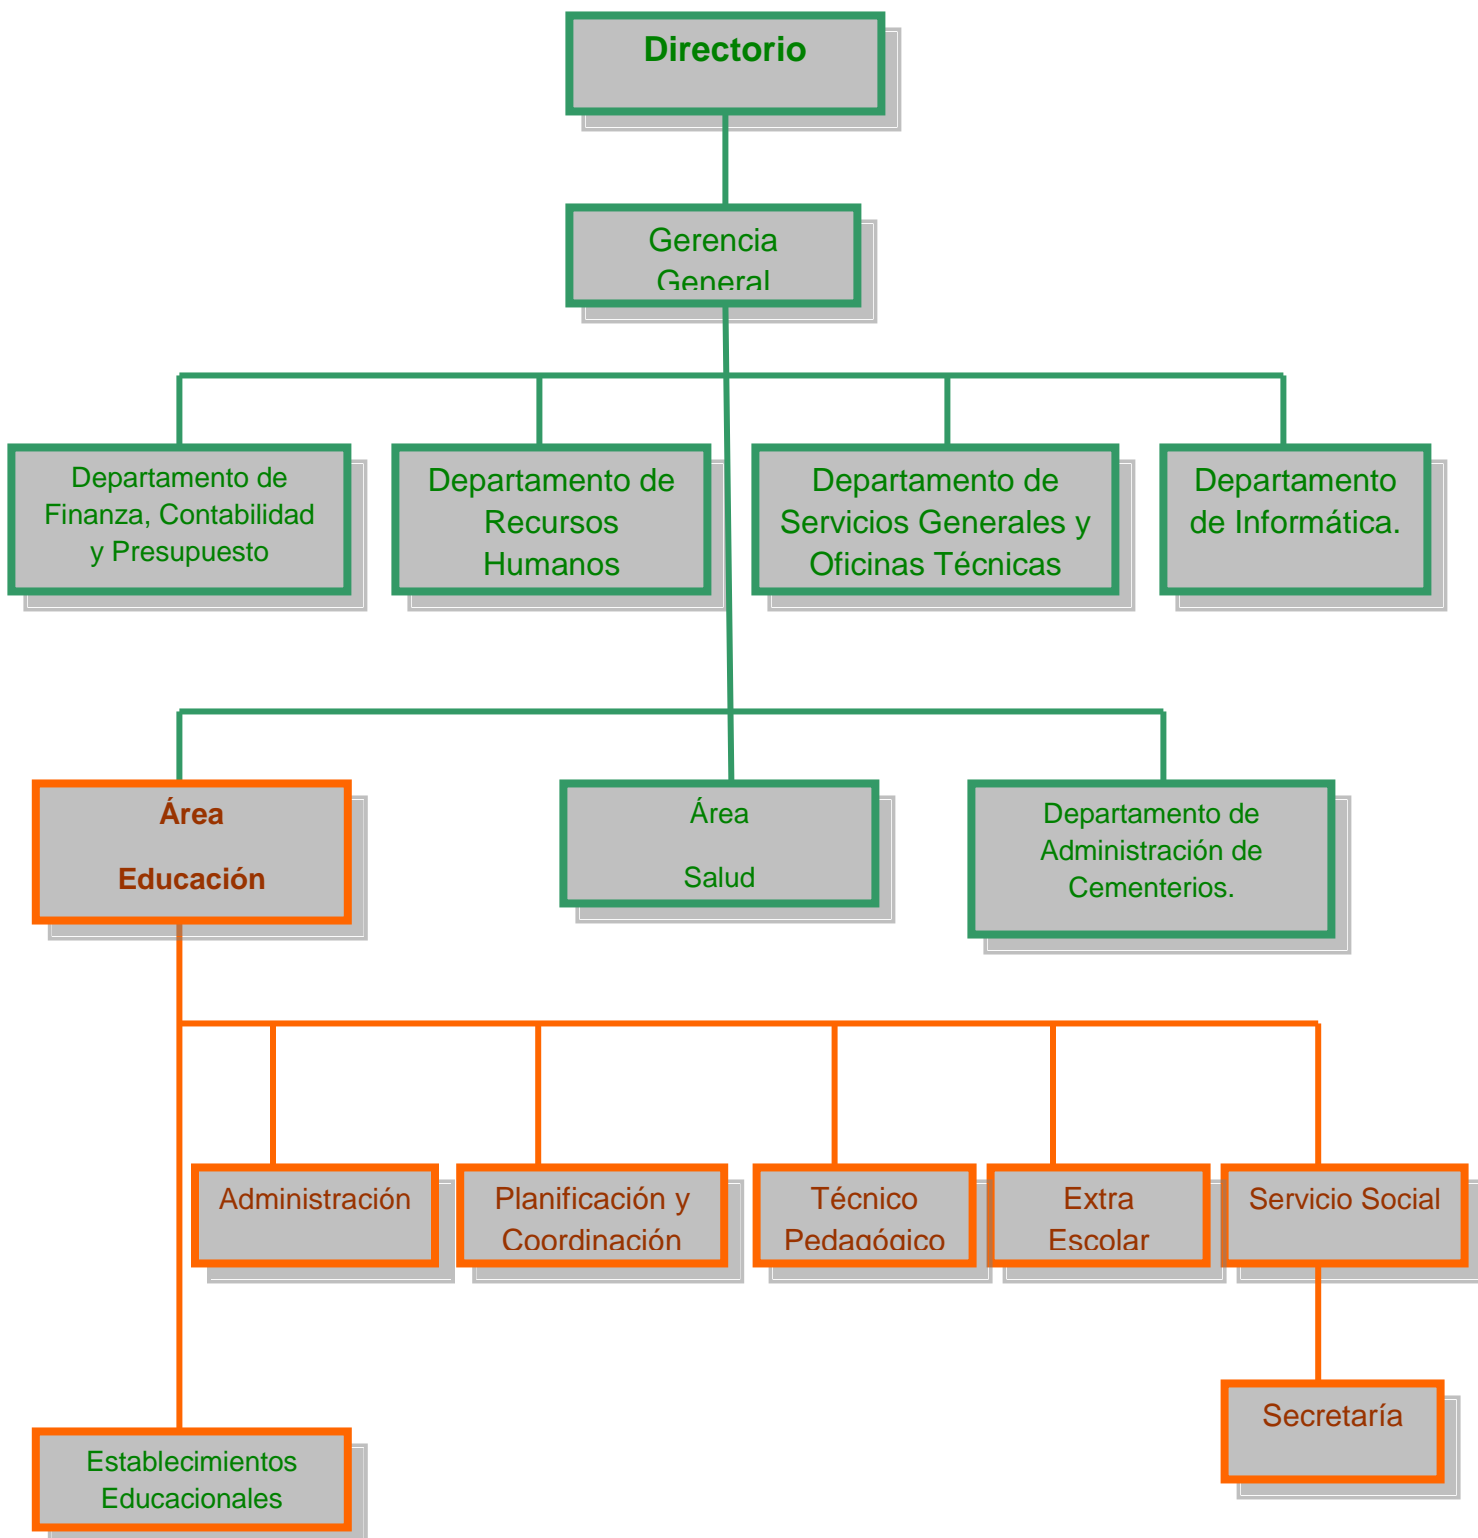 Directorio
Gerencia
General
Departamento de
Finanza, Contabilidad
y Presupuesto
Departamento de
Recursos
Humanos
Departamento de
Servicios Generales y
Oficinas Técnicas
Departamento
de Informática.
Área
Educación
Área
Salud
Departamento de
Administración de
Cementerios.
Administración
Planificación y
Coordinación
Técnico
Pedagógico
Extra
Escolar
Servicio Social
Secretaría
Establecimientos
Educacionales